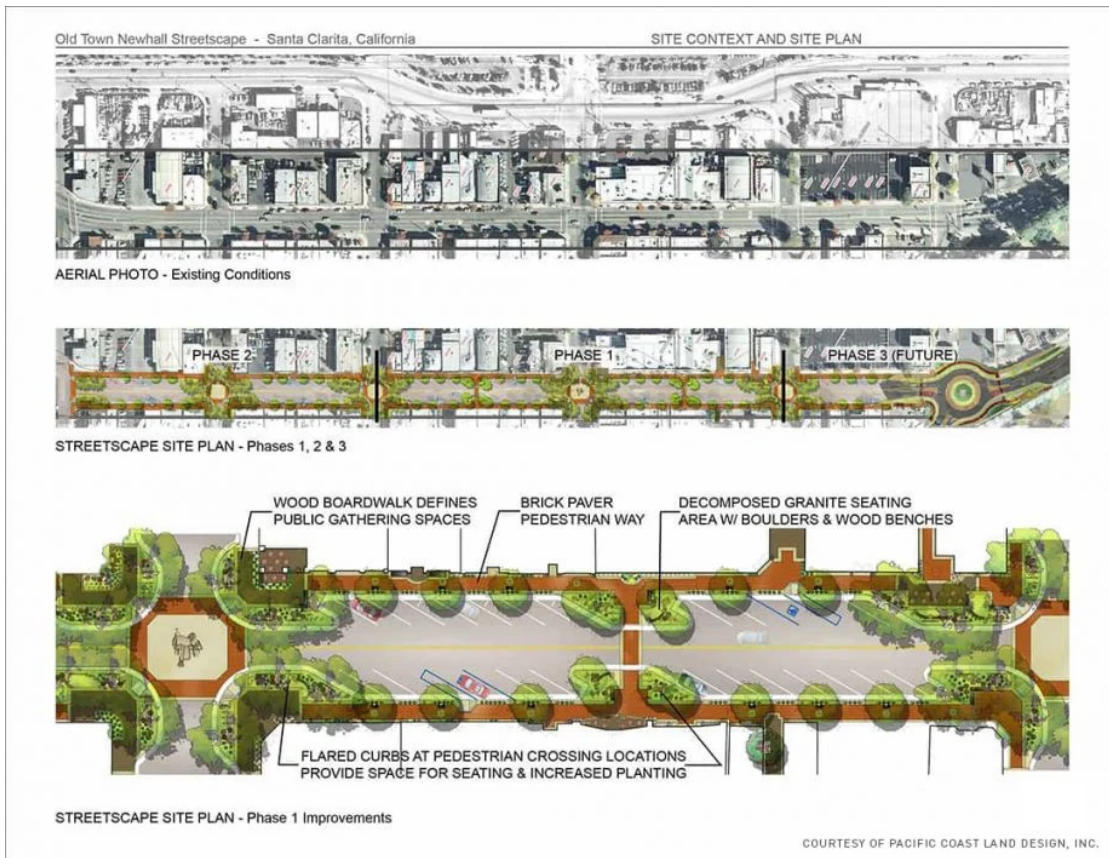 Old Town Newhall Streetscape - Santa Clarita, California
SITE CONTEXT AND SITE PLAN
AERIAL PHOTO - Existing Conditions
PHASE 2
PHASE 1
PHASE 3 (FUTURE)
STREETSCAPE SITE PLAN - Phases 1, 2 & 3
WOOD BOARDWALK DEFINES
PUBLIC GATHERING SPACES
BRICK PAVER
PEDESTRIAN WAY
DECOMPOSED GRANITE SEATING
AREA W/ BOULDERS & WOOD BENCHES
FLARED CURBS AT PEDESTRIAN CROSSING LOCATIONS
PROVIDE SPACE FOR SEATING & INCREASED PLANTING
STREETSCAPE SITE PLAN - Phase 1 Improvements
COURTESY OF PACIFIC COAST LAND DESIGN, INC.